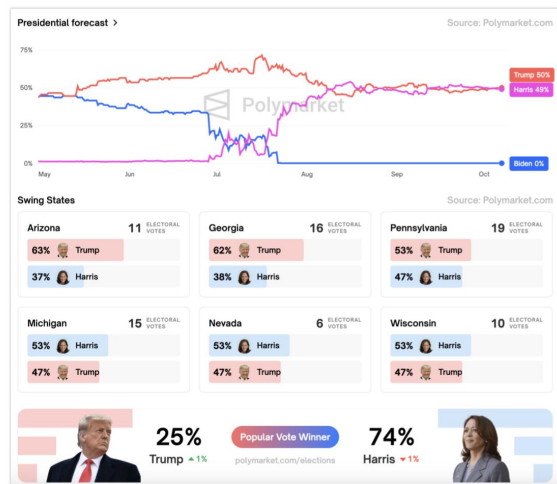 Presidential forecast >
Source: Polymarket.com
75%
50%
25%
0%
Polymarket
Trump 50%
Harris 49%
Biden 0%
May Jun Jul Aug Sep Oct
Swing States
Source: Polymarket.com
Arizona 11 ELECTORAL VOTES
63% Trump
37% Harris
Georgia 16 ELECTORAL VOTES
62% Trump
38% Harris
Pennsylvania 19 ELECTORAL VOTES
53% Trump
47% Harris
Michigan 15 ELECTORAL VOTES
53% Harris
47% Trump
Nevada 6 ELECTORAL VOTES
53% Harris
47% Trump
Wisconsin 10 ELECTORAL VOTES
53% Harris
47% Trump
25%
Trump ▲ 1%
Popular Vote Winner
polymarket.com/elections
74%
Harris ▼ 1%